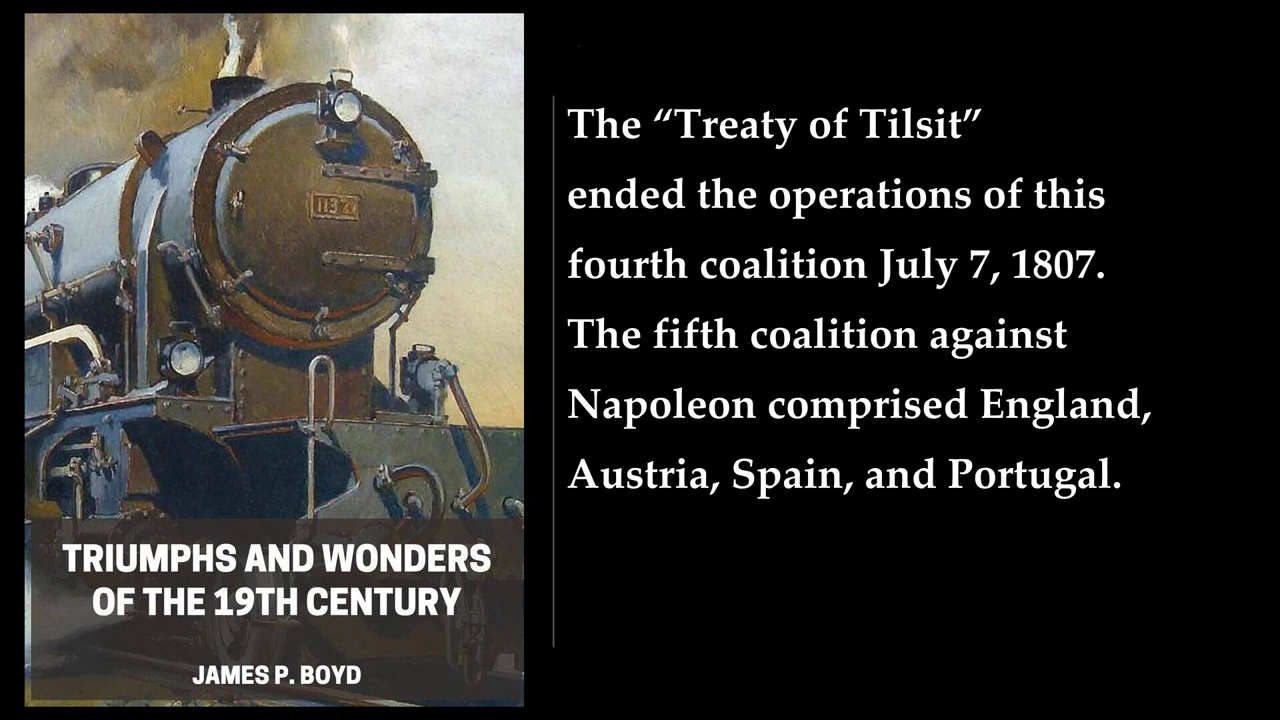 The “Treaty of Tilsit”
ended the operations of this
fourth coalition July 7, 1807.
The fifth coalition against
Napoleon comprised England,
Austria, Spain, and Portugal.
TRIUMPHS AND WONDERS
OF THE 19TH CENTURY
JAMES P. BOYD